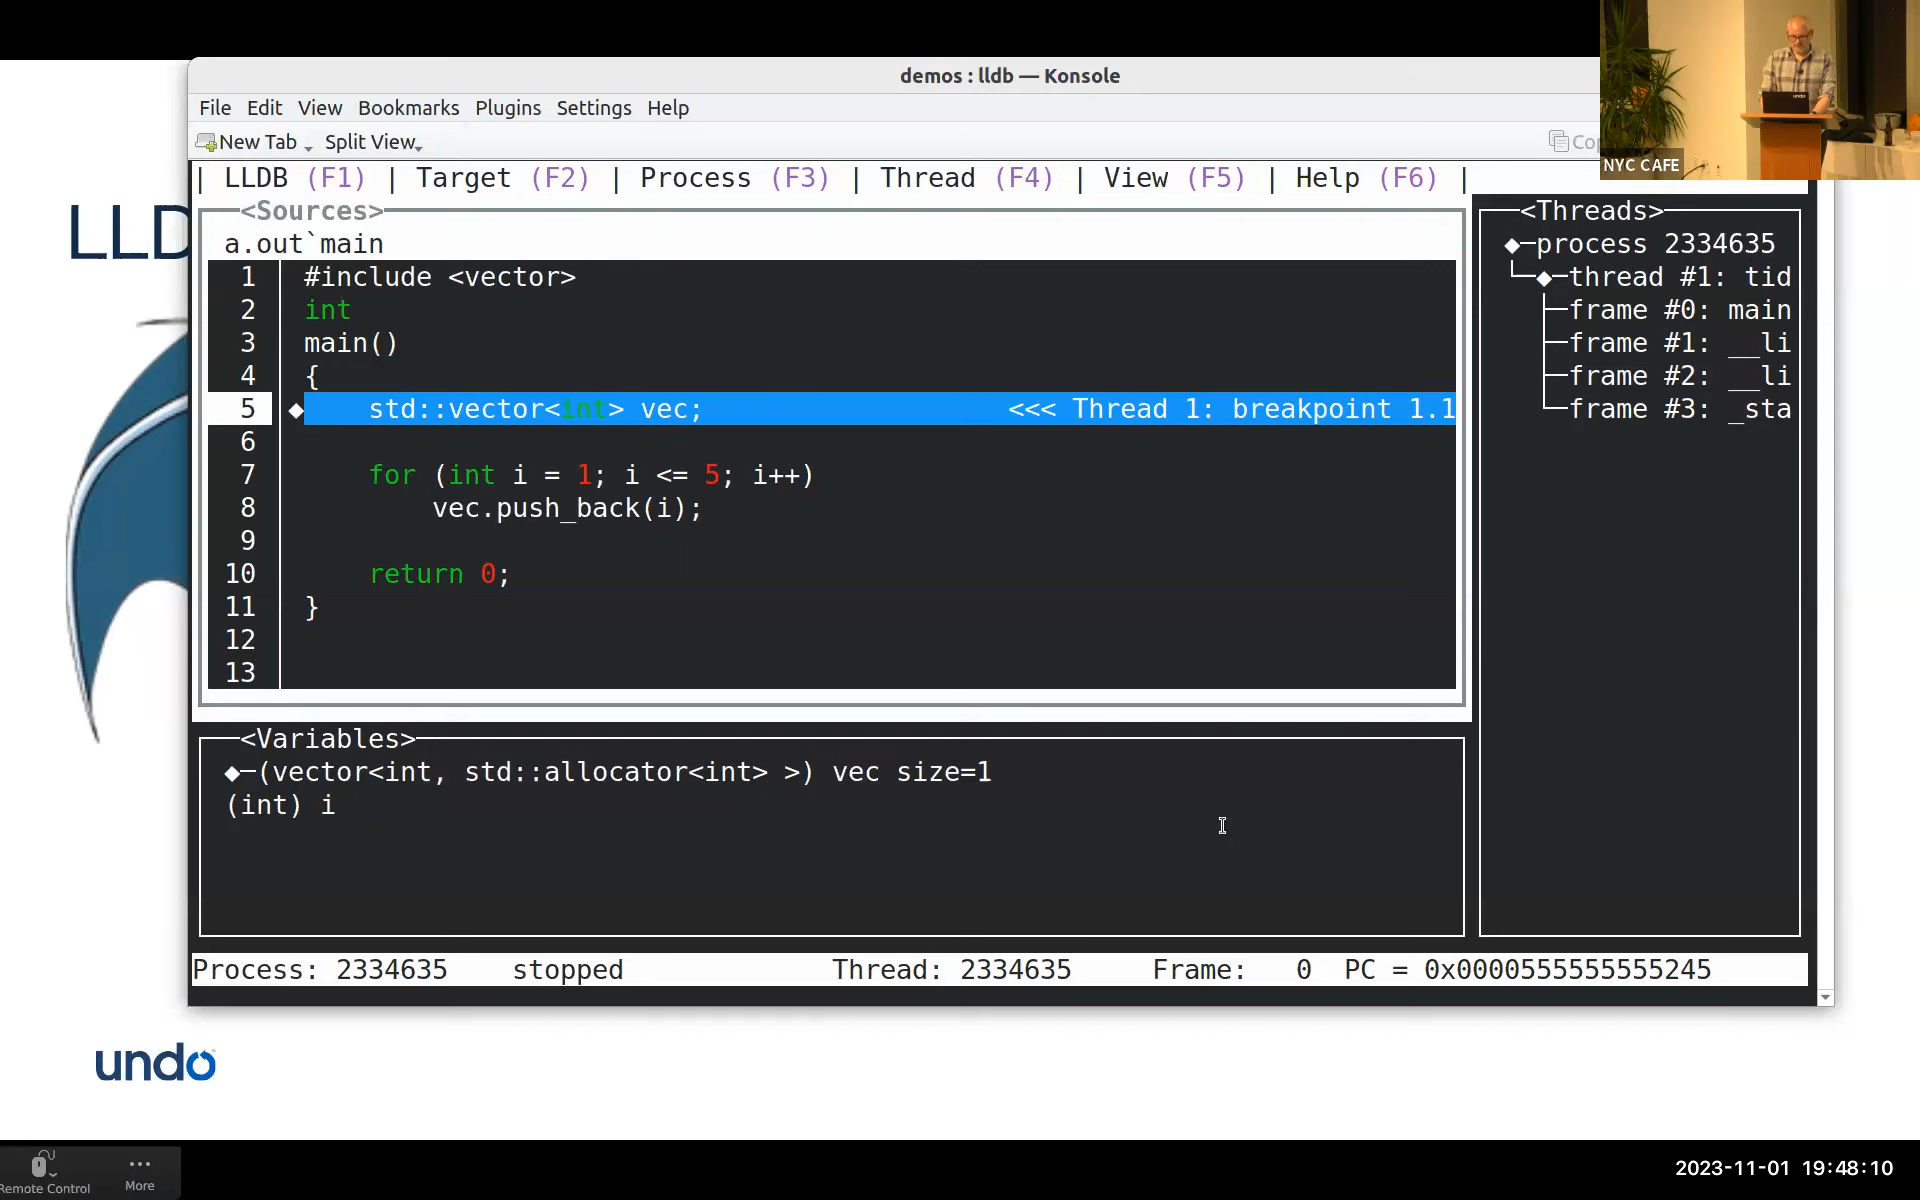 demos : lldb — Konsole
File Edit View Bookmarks Plugins Settings Help
New Tab Split View
NYC CAFE
| LLDB (F1) | Target (F2) | Process (F3) | Thread (F4) | View (F5) | Help (F6) |
LLD
<Sources>
a.out`main
1 #include <vector>
2 int
3 main()
4 {
5 ◆ std::vector<int> vec; <<< Thread 1: breakpoint 1.1
6
7 for (int i = 1; i <= 5; i++)
8 vec.push_back(i);
9
10 return 0;
11 }
12
13
<Threads>
◆─process 2334635
└─◆─thread #1: tid
├─frame #0: main
├─frame #1: __li
├─frame #2: __li
└─frame #3: _sta
<Variables>
◆─(vector<int, std::allocator<int> >) vec size=1
(int) i
Process: 2334635 stopped Thread: 2334635 Frame: 0 PC = 0x0000555555555245
undo
Remote Control
More
2023-11-01 19:48:10